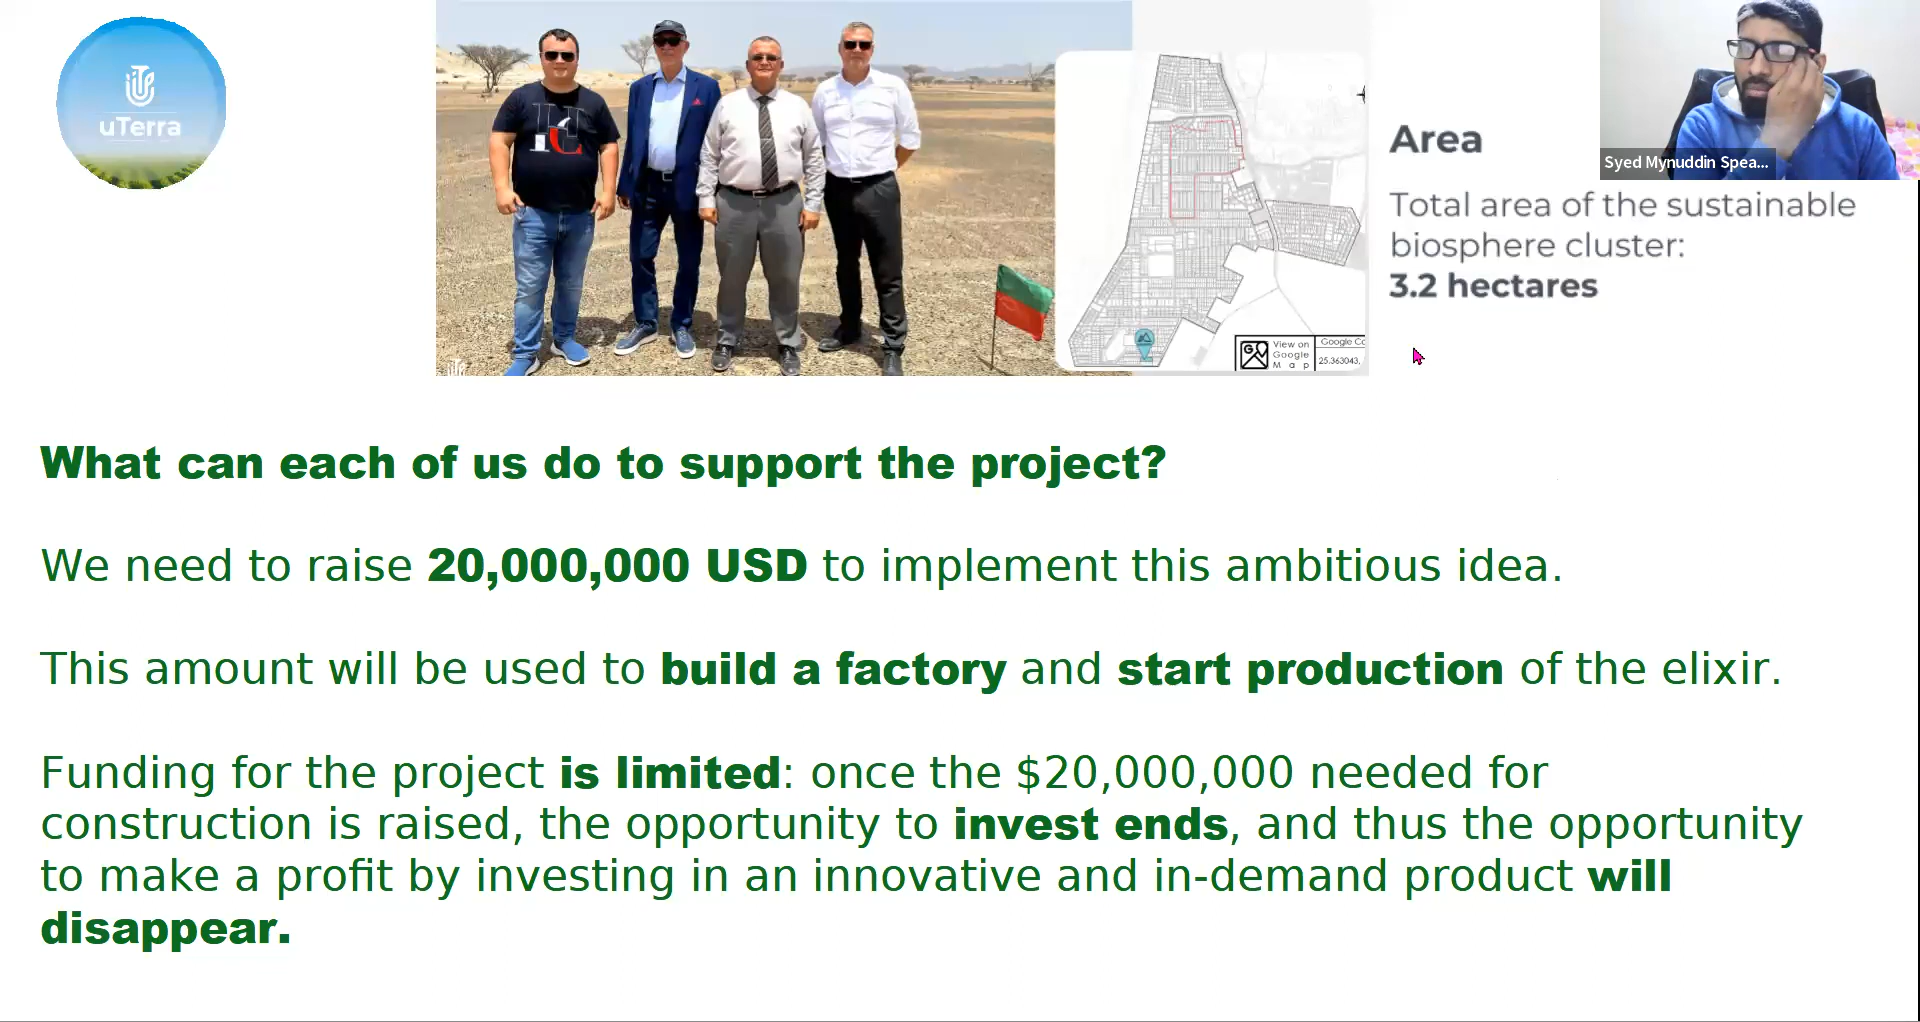 uTerra
Area
Total area of the sustainable
biosphere cluster:
3.2 hectares
View on
Google
Map
Google Co
25.363043,
Syed Mynuddin Spea...
What can each of us do to support the project?
We need to raise 20,000,000 USD to implement this ambitious idea.
This amount will be used to build a factory and start production of the elixir.
Funding for the project is limited: once the $20,000,000 needed for
construction is raised, the opportunity to invest ends, and thus the opportunity
to make a profit by investing in an innovative and in-demand product will
disappear.